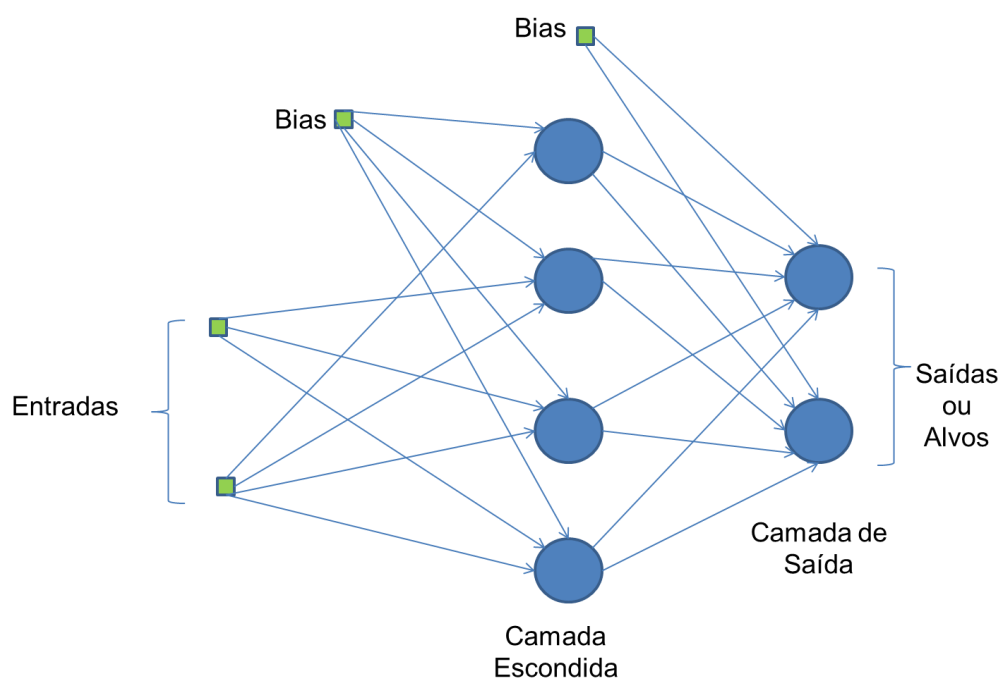 Bias
Bias
Entradas
Saídas
ou
Alvos
Camada de
Saída
Camada
Escondida